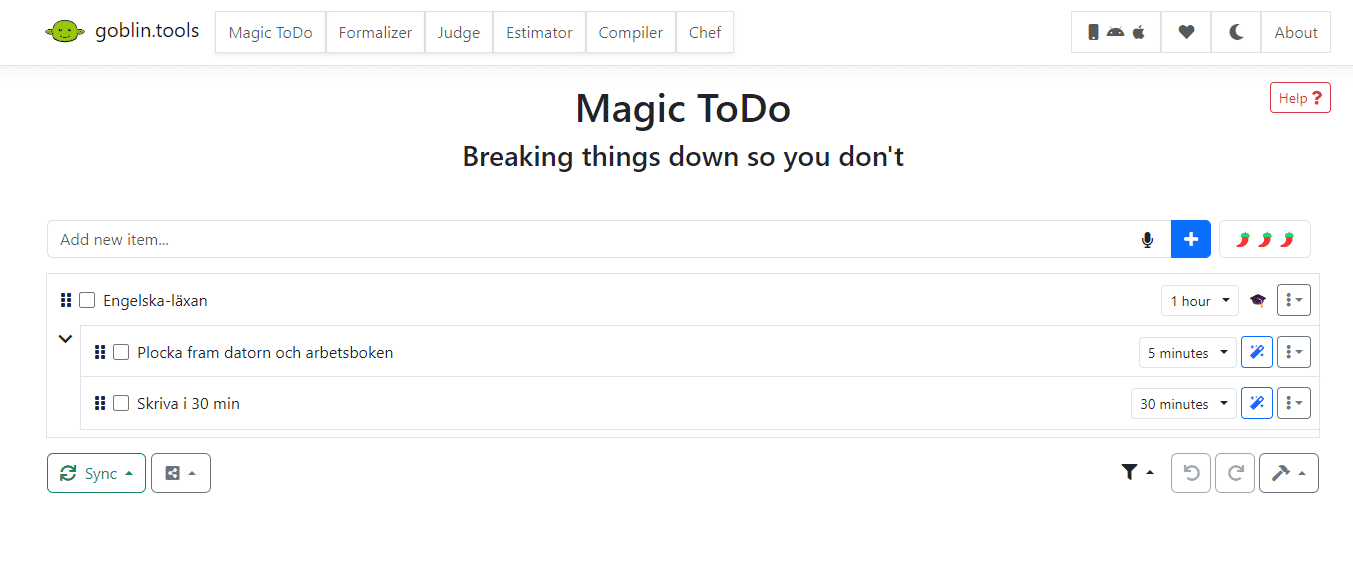 goblin.tools Magic ToDo Formalizer Judge Estimator Compiler Chef About
Help ?
Magic ToDo
Breaking things down so you don't
Add new item...
Engelska-läxan 1 hour
Plocka fram datorn och arbetsboken 5 minutes
Skriva i 30 min 30 minutes
Sync